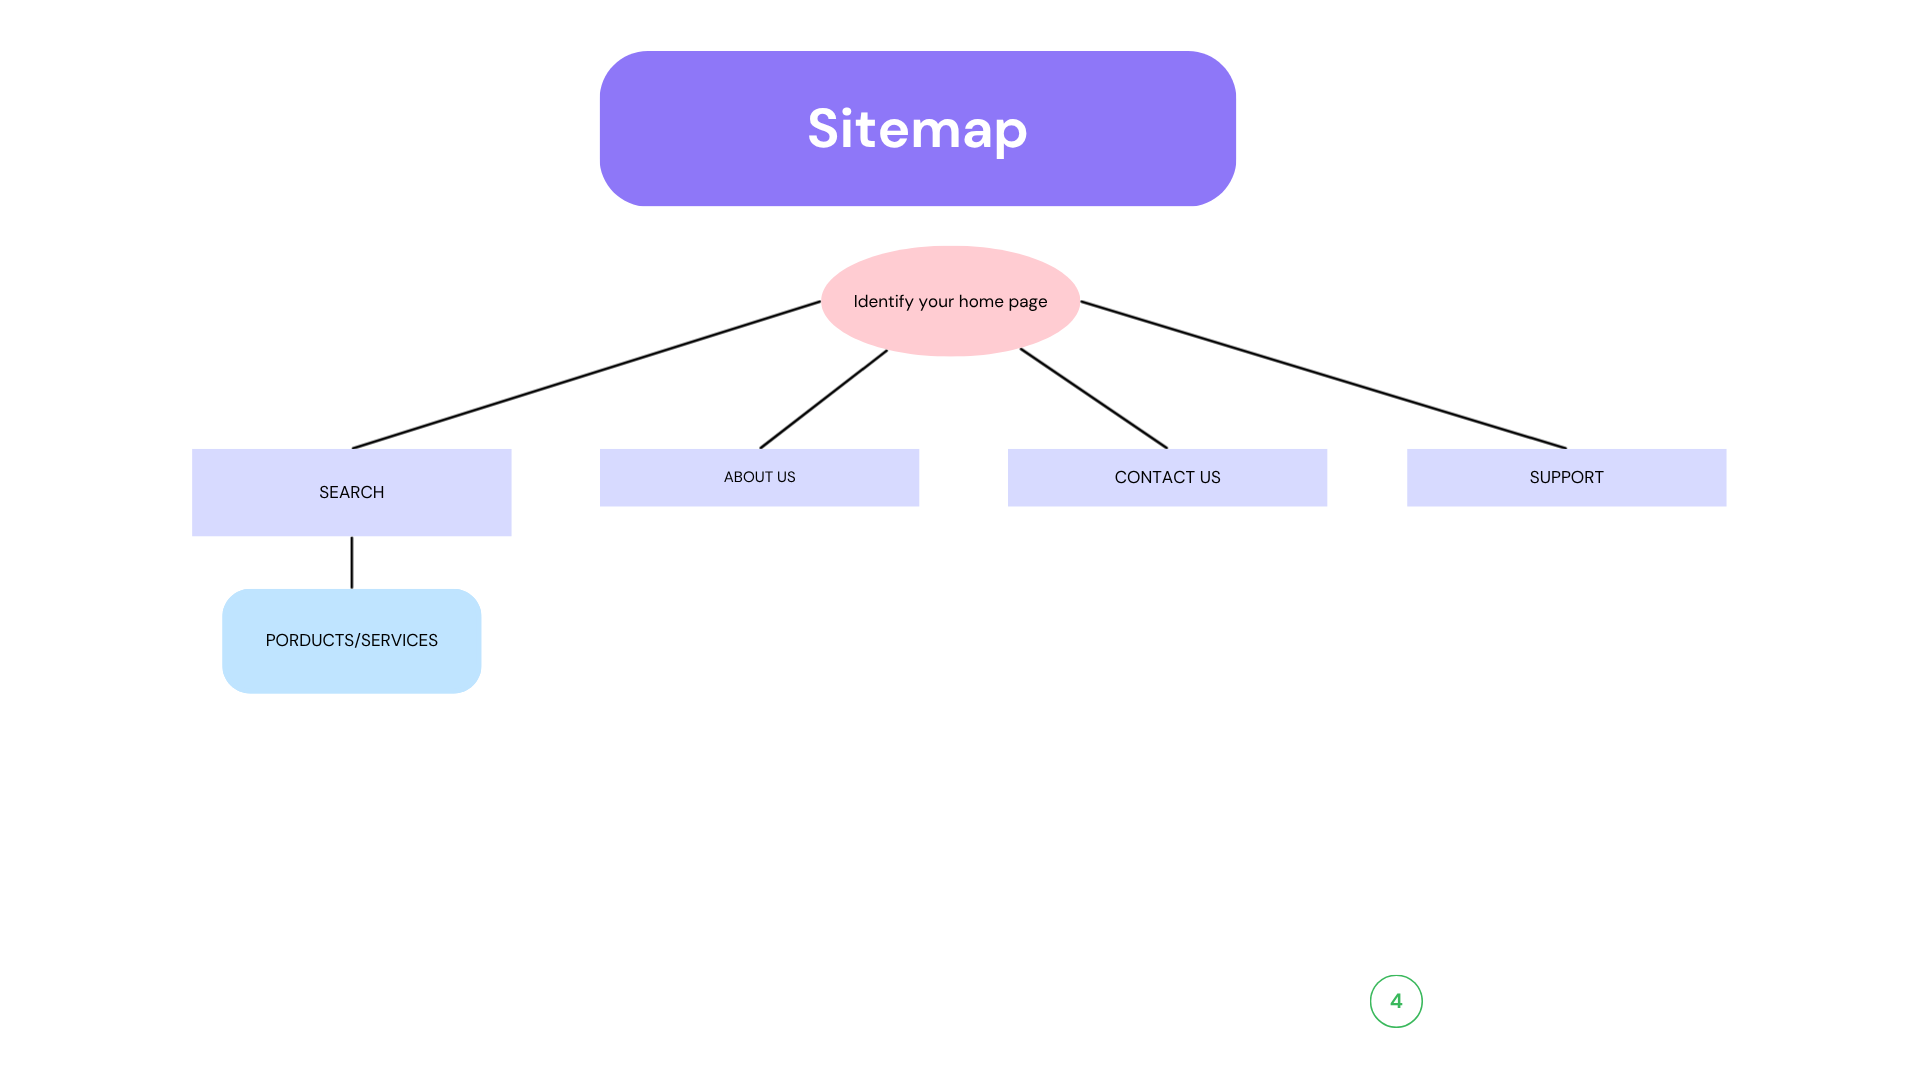 Sitemap
Identify your home page
SEARCH
ABOUT US
CONTACT US
SUPPORT
PORDUCTS/SERVICES
4